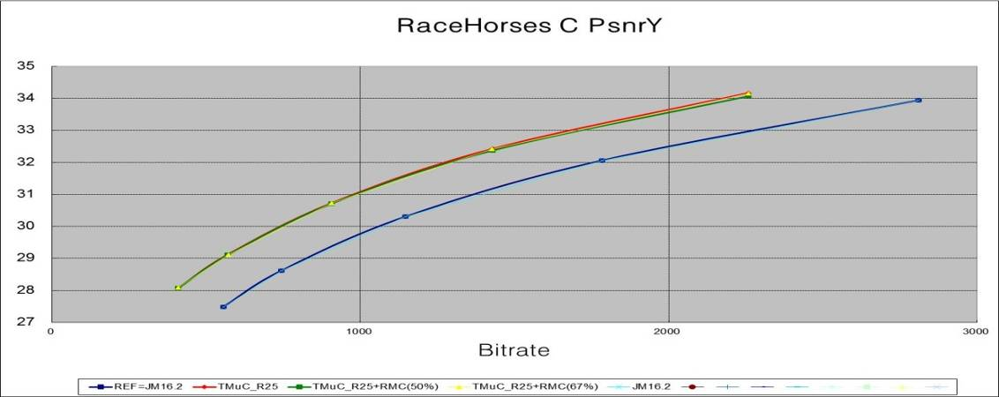 RaceHorses C PsnrY
35
34
33
32
31
30
29
28
27
0 1000 2000 3000
Bitrate
REF=JM16.2 TMuC_R25 TMuC_R25+RMC(50%) TMuC_R25+RMC(67%) JM16.2